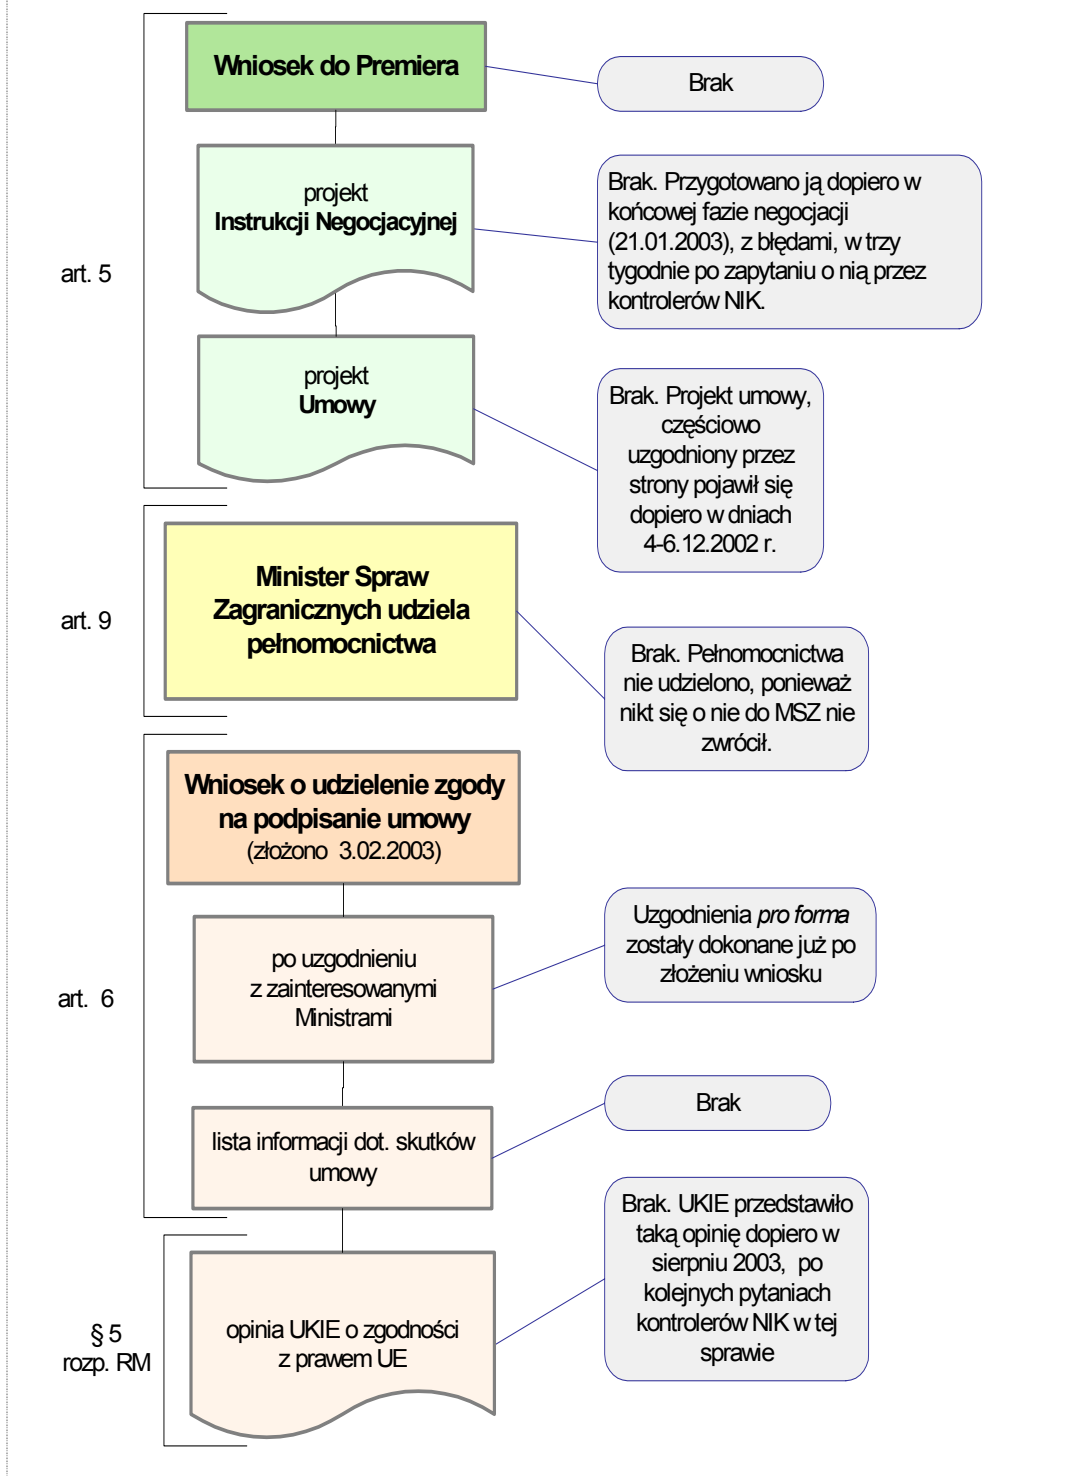 Wniosek do Premiera
Brak
projekt
Instrukcji Negocjacyjnej
Brak. Przygotowano ją dopiero w
końcowej fazie negocjacji
(21.01.2003), z błędami, w trzy
tygodnie po zapytaniu o nią przez
kontrolerów NIK.
art. 5
projekt
Umowy
Brak. Projekt umowy,
częściowo
uzgodniony przez
strony pojawił się
dopiero w dniach
4-6.12.2002 r.
art. 9
Minister Spraw
Zagranicznych udziela
pełnomocnictwa
Brak. Pełnomocnictwa
nie udzielono, ponieważ
nikt się o nie do MSZ nie
zwrócił.
Wniosek o udzielenie zgody
na podpisanie umowy
(złożono 3.02.2003)
art. 6
po uzgodnieniu
z zainteresowanymi
Ministrami
Uzgodnienia pro forma
zostały dokonane już po
złożeniu wniosku
lista informacji dot. skutków
umowy
Brak
§ 5
rozp. RM
opinia UKIE o zgodności
z prawem UE
Brak. UKIE przedstawiło
taką opinię dopiero w
sierpniu 2003, po
kolejnych pytaniach
kontrolerów NIK w tej
sprawie